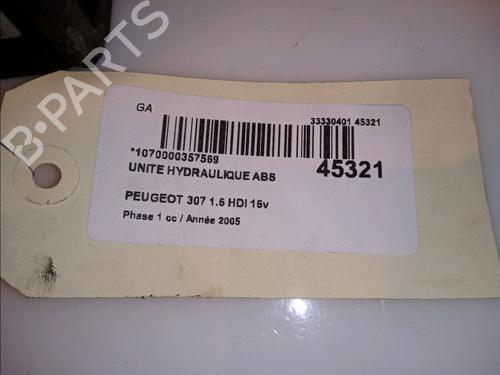 GA
33330401 45321
*1070000357569
45321
UNITE HYDRAULIQUE ABS
PEUGEOT 307 1.6 HDI 16v
Phase 1 cc / Année 2005
B-PARTS